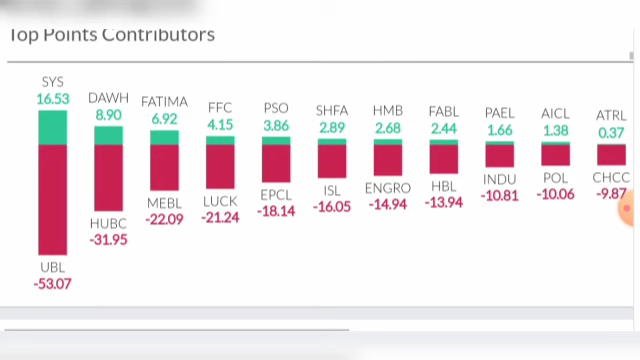 Top Points Contributors
SYS
16.53
DAWH
8.90
FATIMA
6.92
FFC
4.15
PSO
3.86
SHFA
2.89
HMB
2.68
FABL
2.44
PAEL
1.66
AICL
1.38
ATRL
0.37
UBL
-53.07
HUBC
-31.95
MEBL
-22.09
LUCK
-21.24
EPCL
-18.14
ISL
-16.05
ENGRO
-14.94
HBL
-13.94
INDU
-10.81
POL
-10.06
CHCC
-9.87